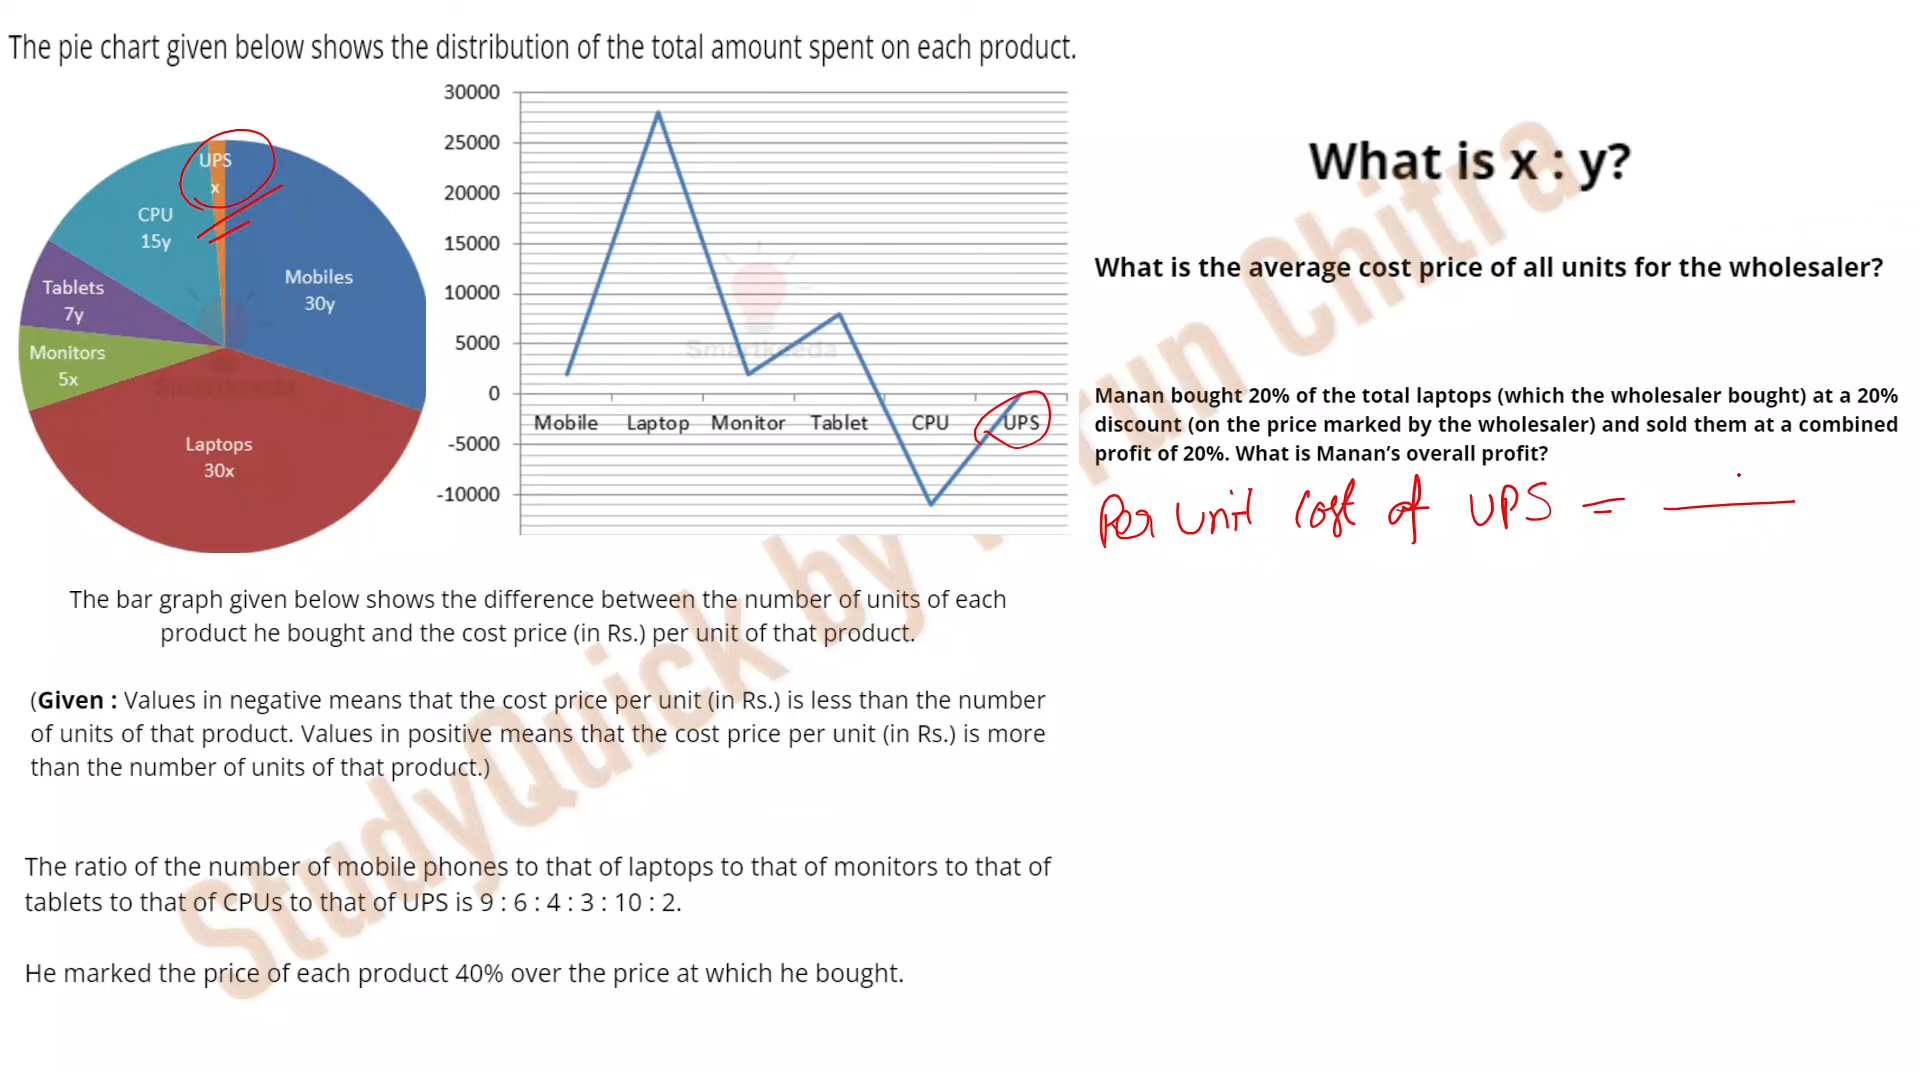 The pie chart given below shows the distribution of the total amount spent on each product.
UPS
x
CPU
15y
Tablets
7y
Mobiles
30y
Monitors
5x
Laptops
30x
30000
25000
20000
15000
10000
5000
0
-5000
-10000
Mobile Laptop Monitor Tablet CPU UPS
Smartkeeda
The bar graph given below shows the difference between the number of units of each
product he bought and the cost price (in Rs.) per unit of that product.
(Given : Values in negative means that the cost price per unit (in Rs.) is less than the number
of units of that product. Values in positive means that the cost price per unit (in Rs.) is more
than the number of units of that product.)
The ratio of the number of mobile phones to that of laptops to that of monitors to that of
tablets to that of CPUs to that of UPS is 9 : 6 : 4 : 3 : 10 : 2.
He marked the price of each product 40% over the price at which he bought.
What is x : y?
What is the average cost price of all units for the wholesaler?
Manan bought 20% of the total laptops (which the wholesaler bought) at a 20%
discount (on the price marked by the wholesaler) and sold them at a combined
profit of 20%. What is Manan’s overall profit?
Per unit cost of UPS =